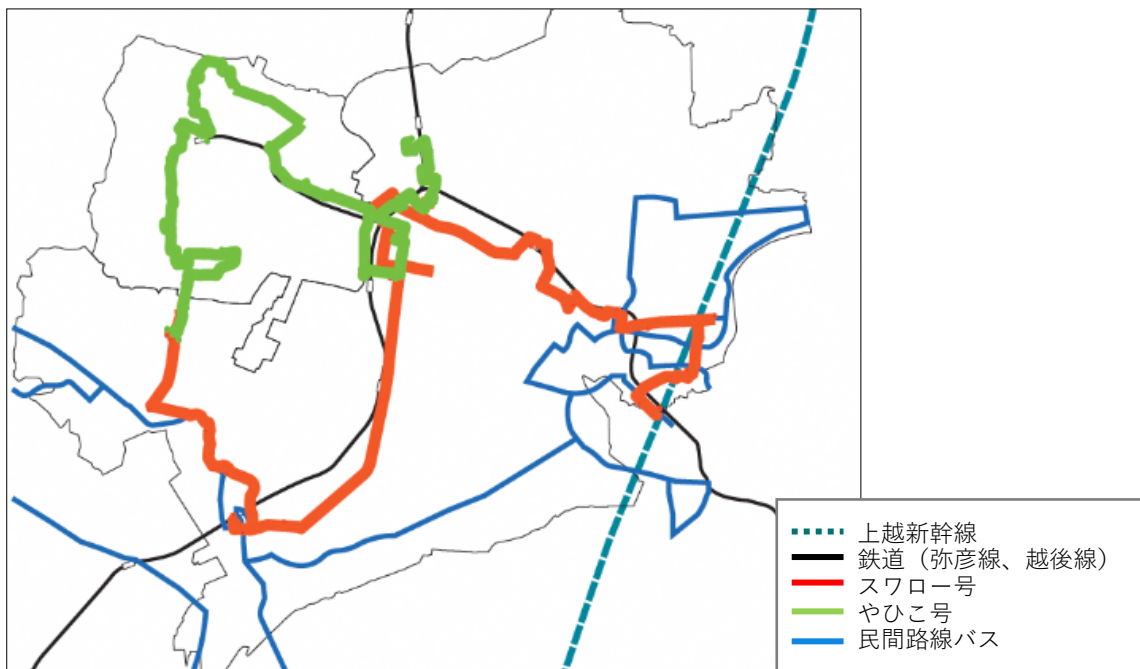 上越新幹線
鉄道（弥彦線、越後線）
スワロー号
やひこ号
民間路線バス